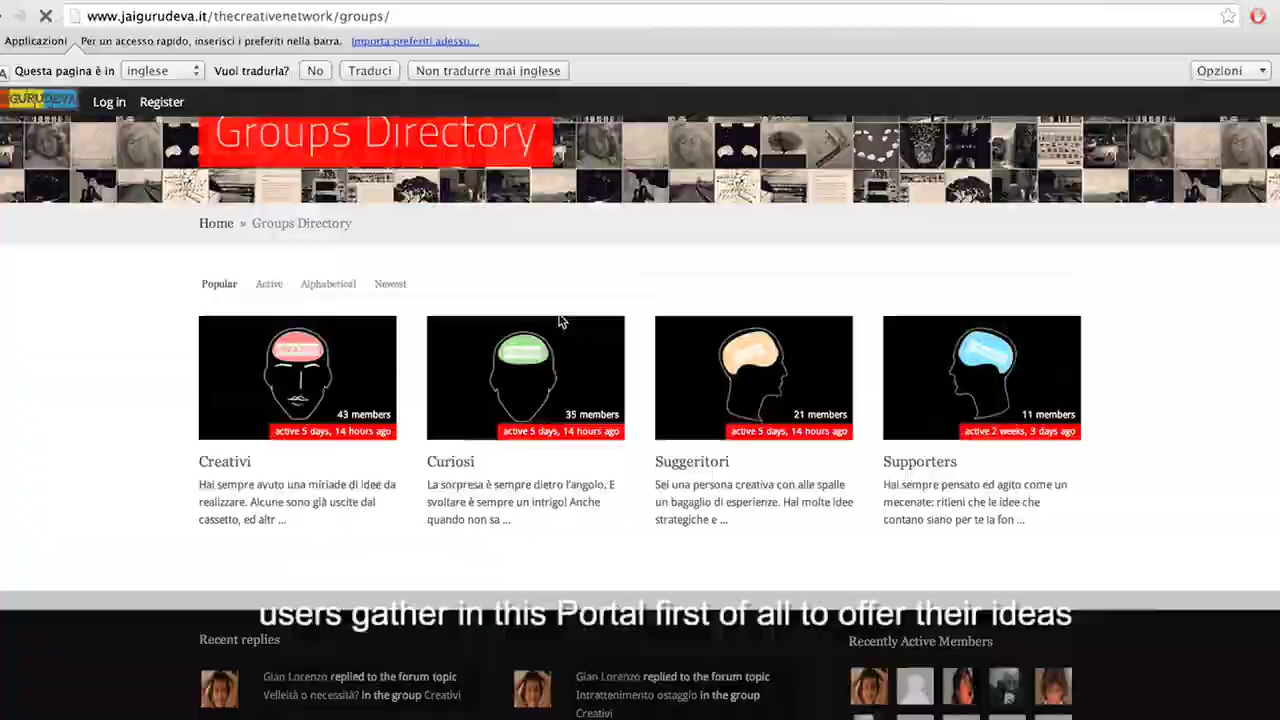 www.jaigurudeva.it/thecreativenetwork/groups/
Applicazioni Per un accesso rapido, inserisci i preferiti nella barra. Importa preferiti adesso...
Questa pagina è in inglese Vuoi tradurla? No Traduci Non tradurre mai inglese Opzioni
GURUDEVA Log in Register
Groups Directory
Home » Groups Directory
Popular Active Alphabetical Newest
43 members
active 5 days, 14 hours ago
35 members
active 5 days, 14 hours ago
21 members
active 5 days, 14 hours ago
11 members
active 2 weeks, 3 days ago
Creativi
Hai sempre avuto una miriade di idee da
realizzare. Alcune sono già uscite dal
cassetto, ed altr ...
Curiosi
La sorpresa è sempre dietro l'angolo. E
svoltare è sempre un intrigo! Anche
quando non sa ...
Suggeritori
Sei una persona creativa con alle spalle
un bagaglio di esperienze. Hai molte idee
strategiche e ...
Supporters
Hai sempre pensato ed agito come un
mecenate: ritieni che le idee che
contano siano per te la fon ...
users gather in this Portal first of all to offer their ideas
Recent replies
Gian Lorenzo replied to the forum topic
Velleità o necessità? in the group Creativi
Gian Lorenzo replied to the forum topic
Intrattenimento ostaggio in the group
Creativi
Recently Active Members